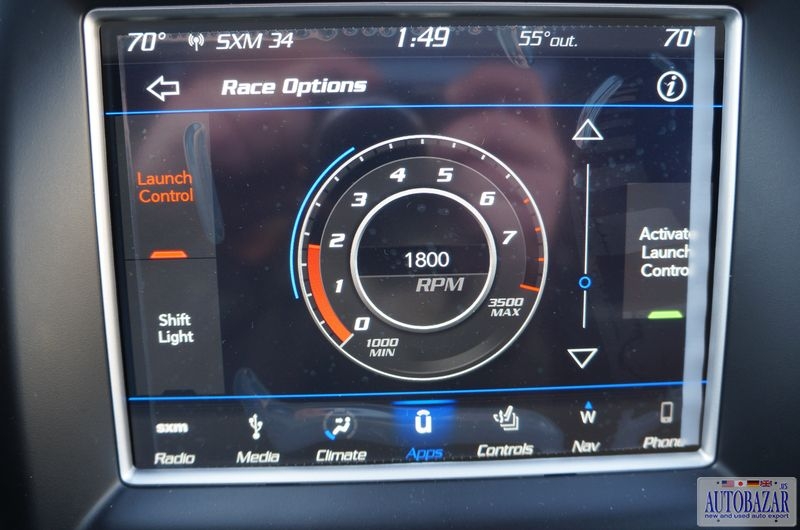 70° SXM 34 1:49 55° out. 70°
Race Options i
Launch
Control
Shift
Light
0 1 2 3 4 5 6 7
1800
RPM
1000
MIN
3500
MAX
Activate
Launch
Control
sxm
Radio
Media
Climate
Apps
Controls
W
Nav
Phone
AUTOBAZAR.US
new and used auto export